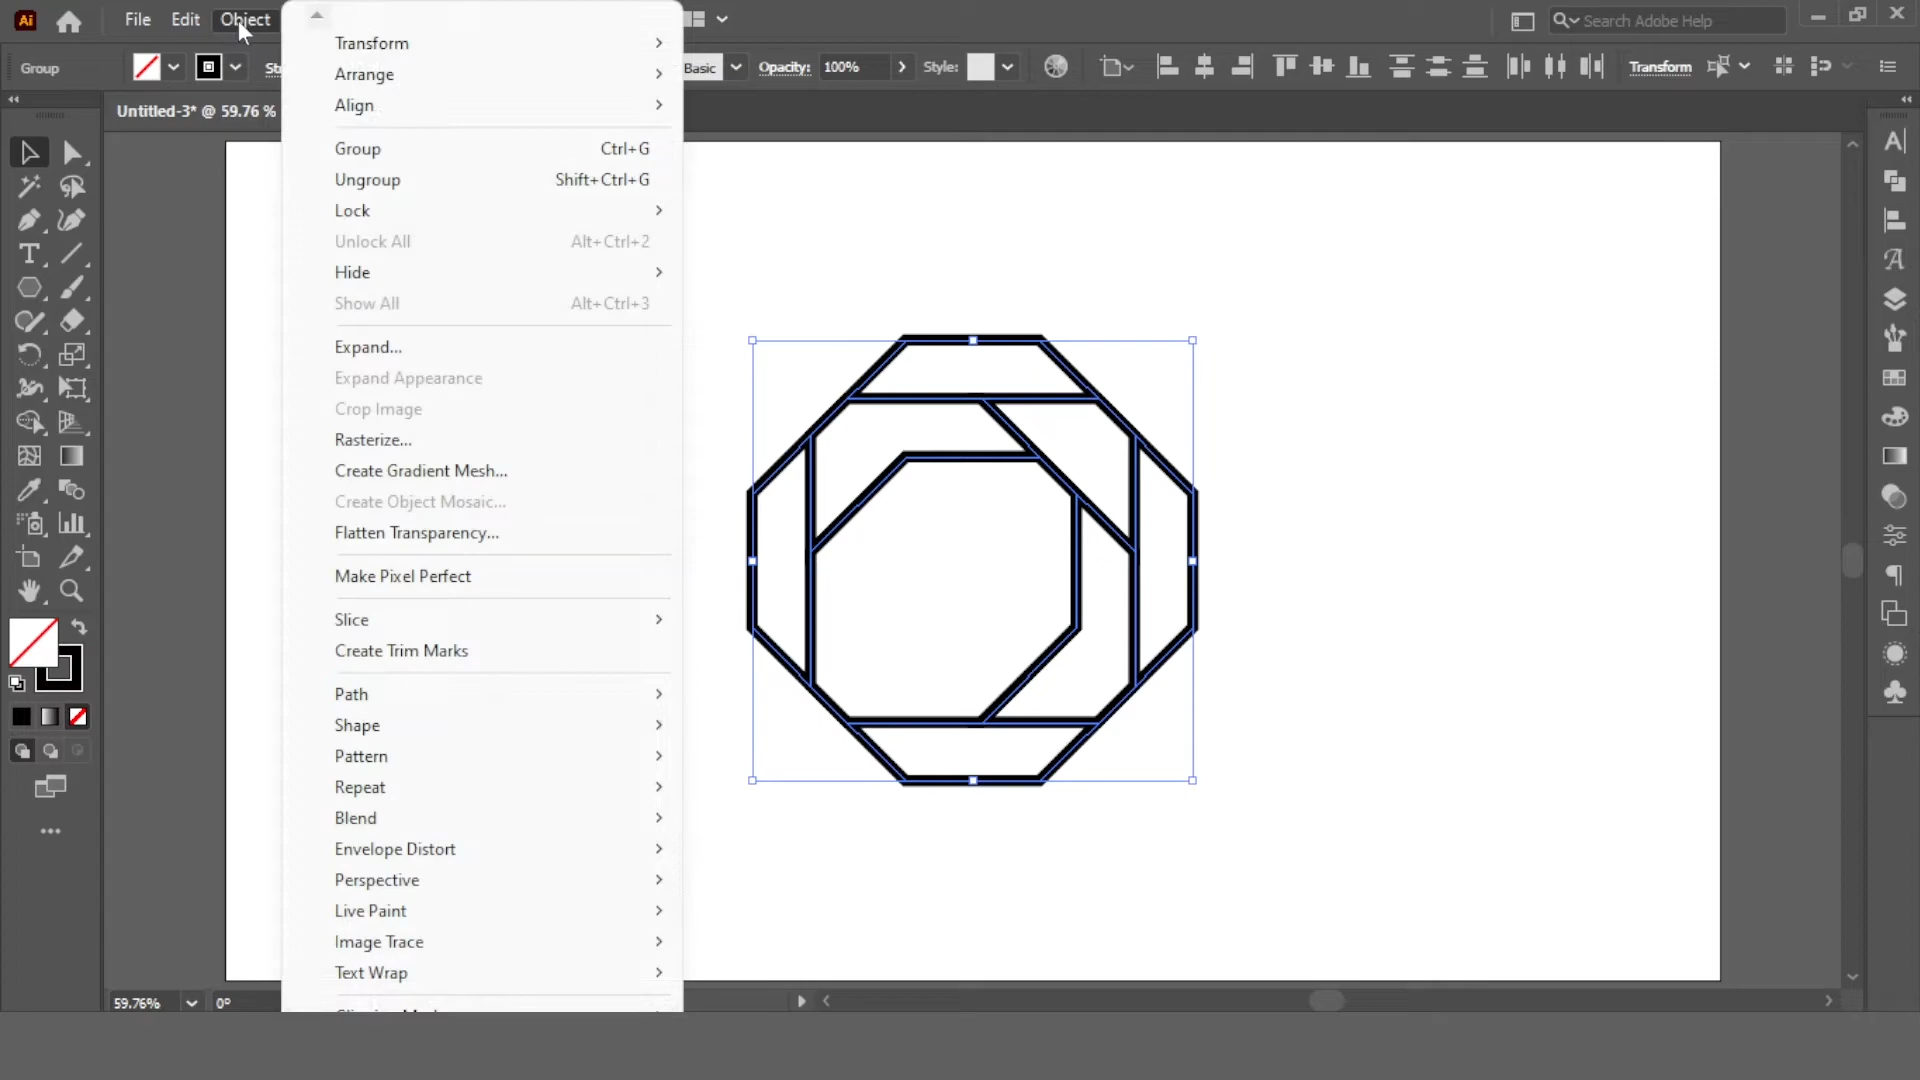 Ai File Edit Object Search Adobe Help
Group Basic Opacity: 100% Style: Transform
Untitled-3* @ 59.76 %
Transform
Arrange
Align
Group Ctrl+G
Ungroup Shift+Ctrl+G
Lock
Unlock All Alt+Ctrl+2
Hide
Show All Alt+Ctrl+3
Expand...
Expand Appearance
Crop Image
Rasterize...
Create Gradient Mesh...
Create Object Mosaic...
Flatten Transparency...
Make Pixel Perfect
Slice
Create Trim Marks
Path
Shape
Pattern
Repeat
Blend
Envelope Distort
Perspective
Live Paint
Image Trace
Text Wrap
59.76% 0°